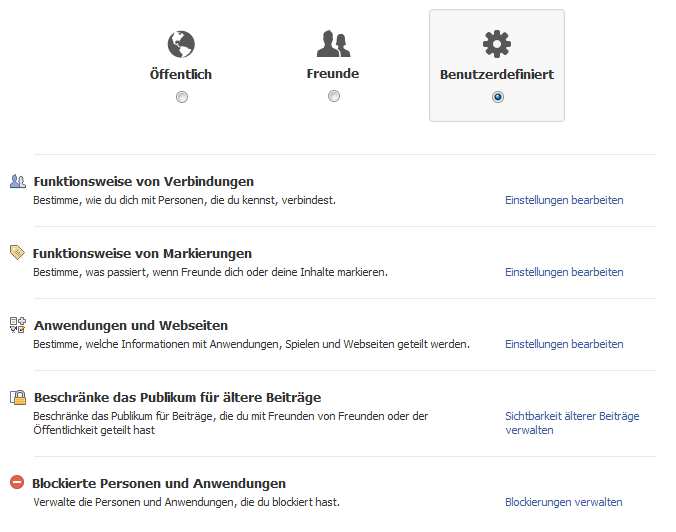 Öffentlich
Freunde
Benutzerdefiniert
Funktionsweise von Verbindungen
Bestimme, wie du dich mit Personen, die du kennst, verbindest.
Einstellungen bearbeiten
Funktionsweise von Markierungen
Bestimme, was passiert, wenn Freunde dich oder deine Inhalte markieren.
Einstellungen bearbeiten
Anwendungen und Webseiten
Bestimme, welche Informationen mit Anwendungen, Spielen und Webseiten geteilt werden.
Einstellungen bearbeiten
Beschränke das Publikum für ältere Beiträge
Beschränke das Publikum für Beiträge, die du mit Freunden von Freunden oder der
Öffentlichkeit geteilt hast
Sichtbarkeit älterer Beiträge
verwalten
Blockierte Personen und Anwendungen
Verwalte die Personen und Anwendungen, die du blockiert hast.
Blockierungen verwalten